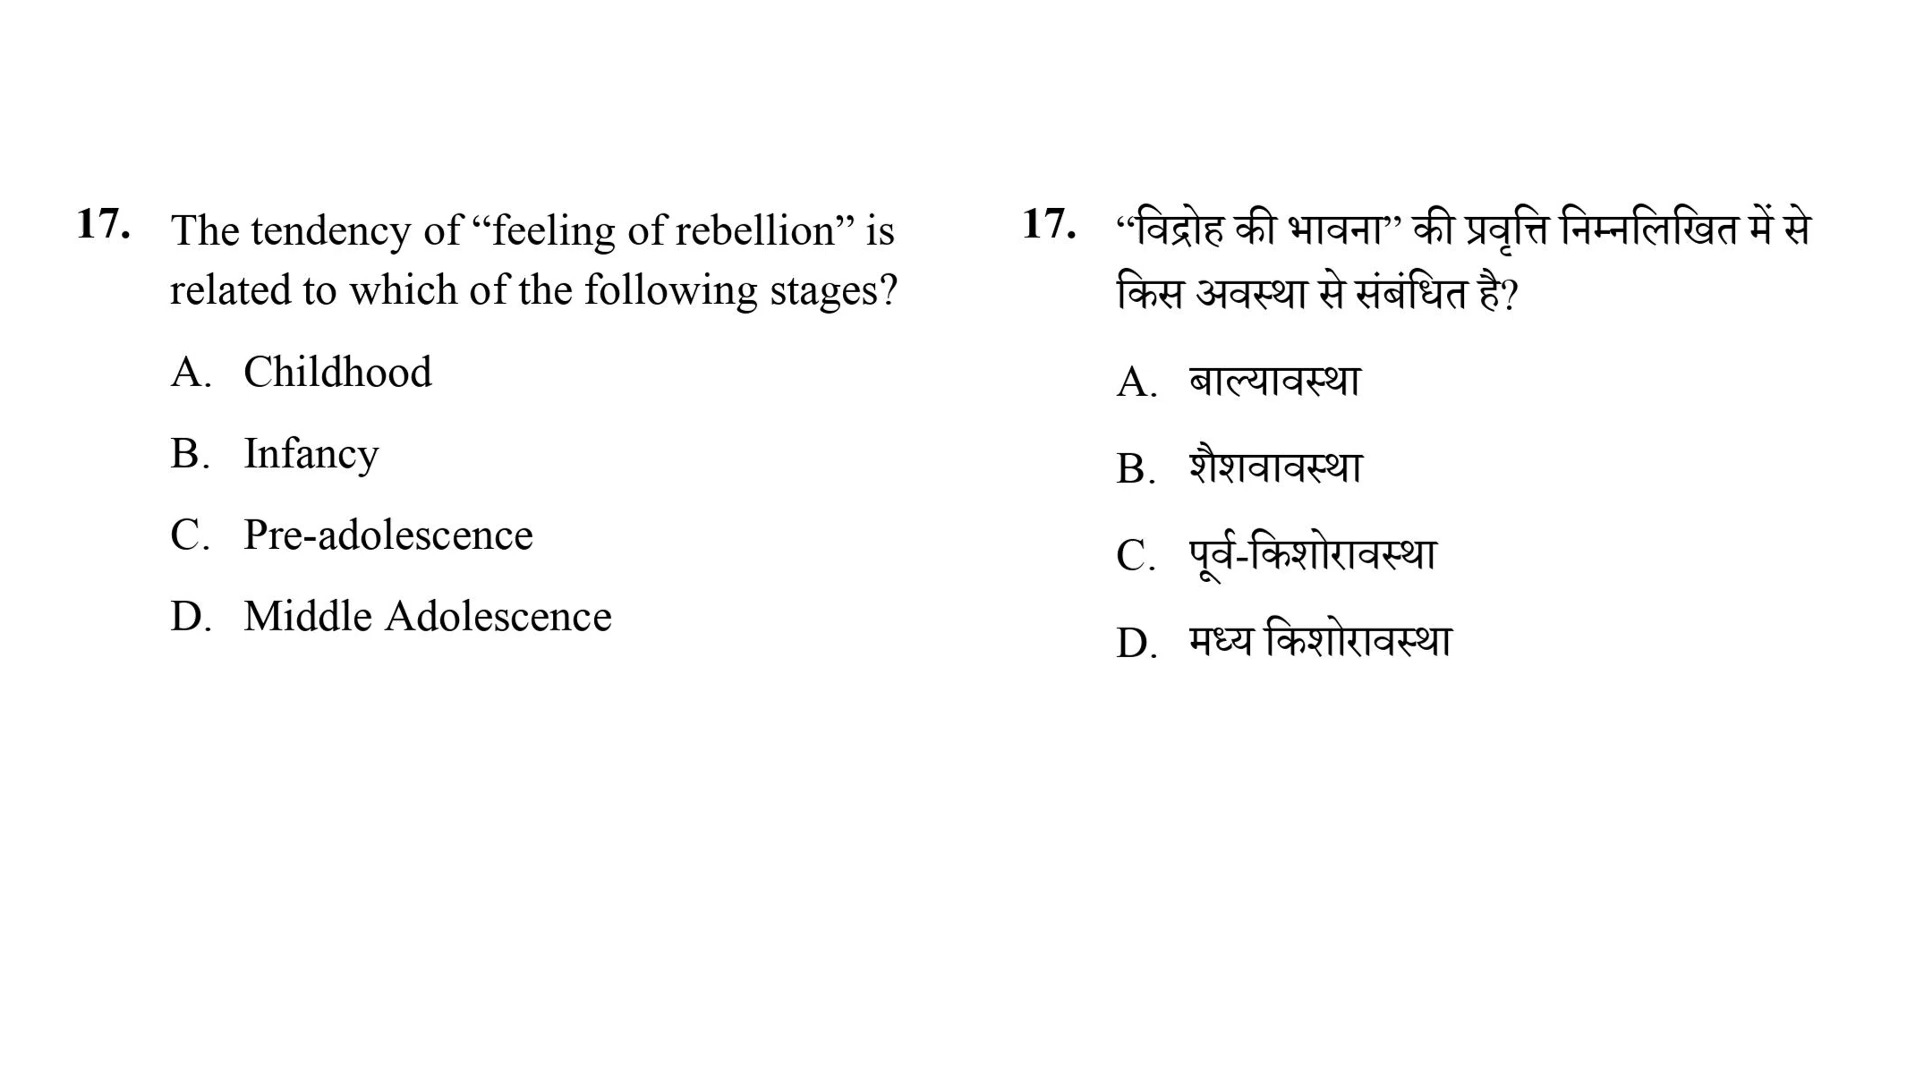 17. The tendency of “feeling of rebellion” is
related to which of the following stages?
A. Childhood
B. Infancy
C. Pre-adolescence
D. Middle Adolescence
17. “विद्रोह की भावना” की प्रवृत्ति निम्नलिखित में से
किस अवस्था से संबंधित है?
A. बाल्यावस्था
B. शैशवावस्था
C. पूर्व-किशोरावस्था
D. मध्य किशोरावस्था